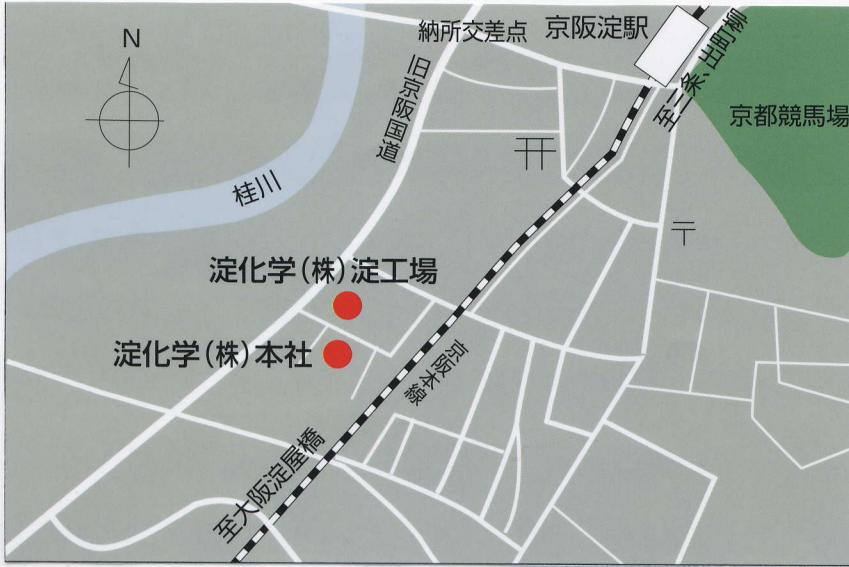 納所交差点
京阪淀駅
至二条、出町柳
N
旧京阪国道
京都競馬場
桂川
〒
淀化学(株)淀工場
淀化学(株)本社
京阪本線
至大阪淀屋橋